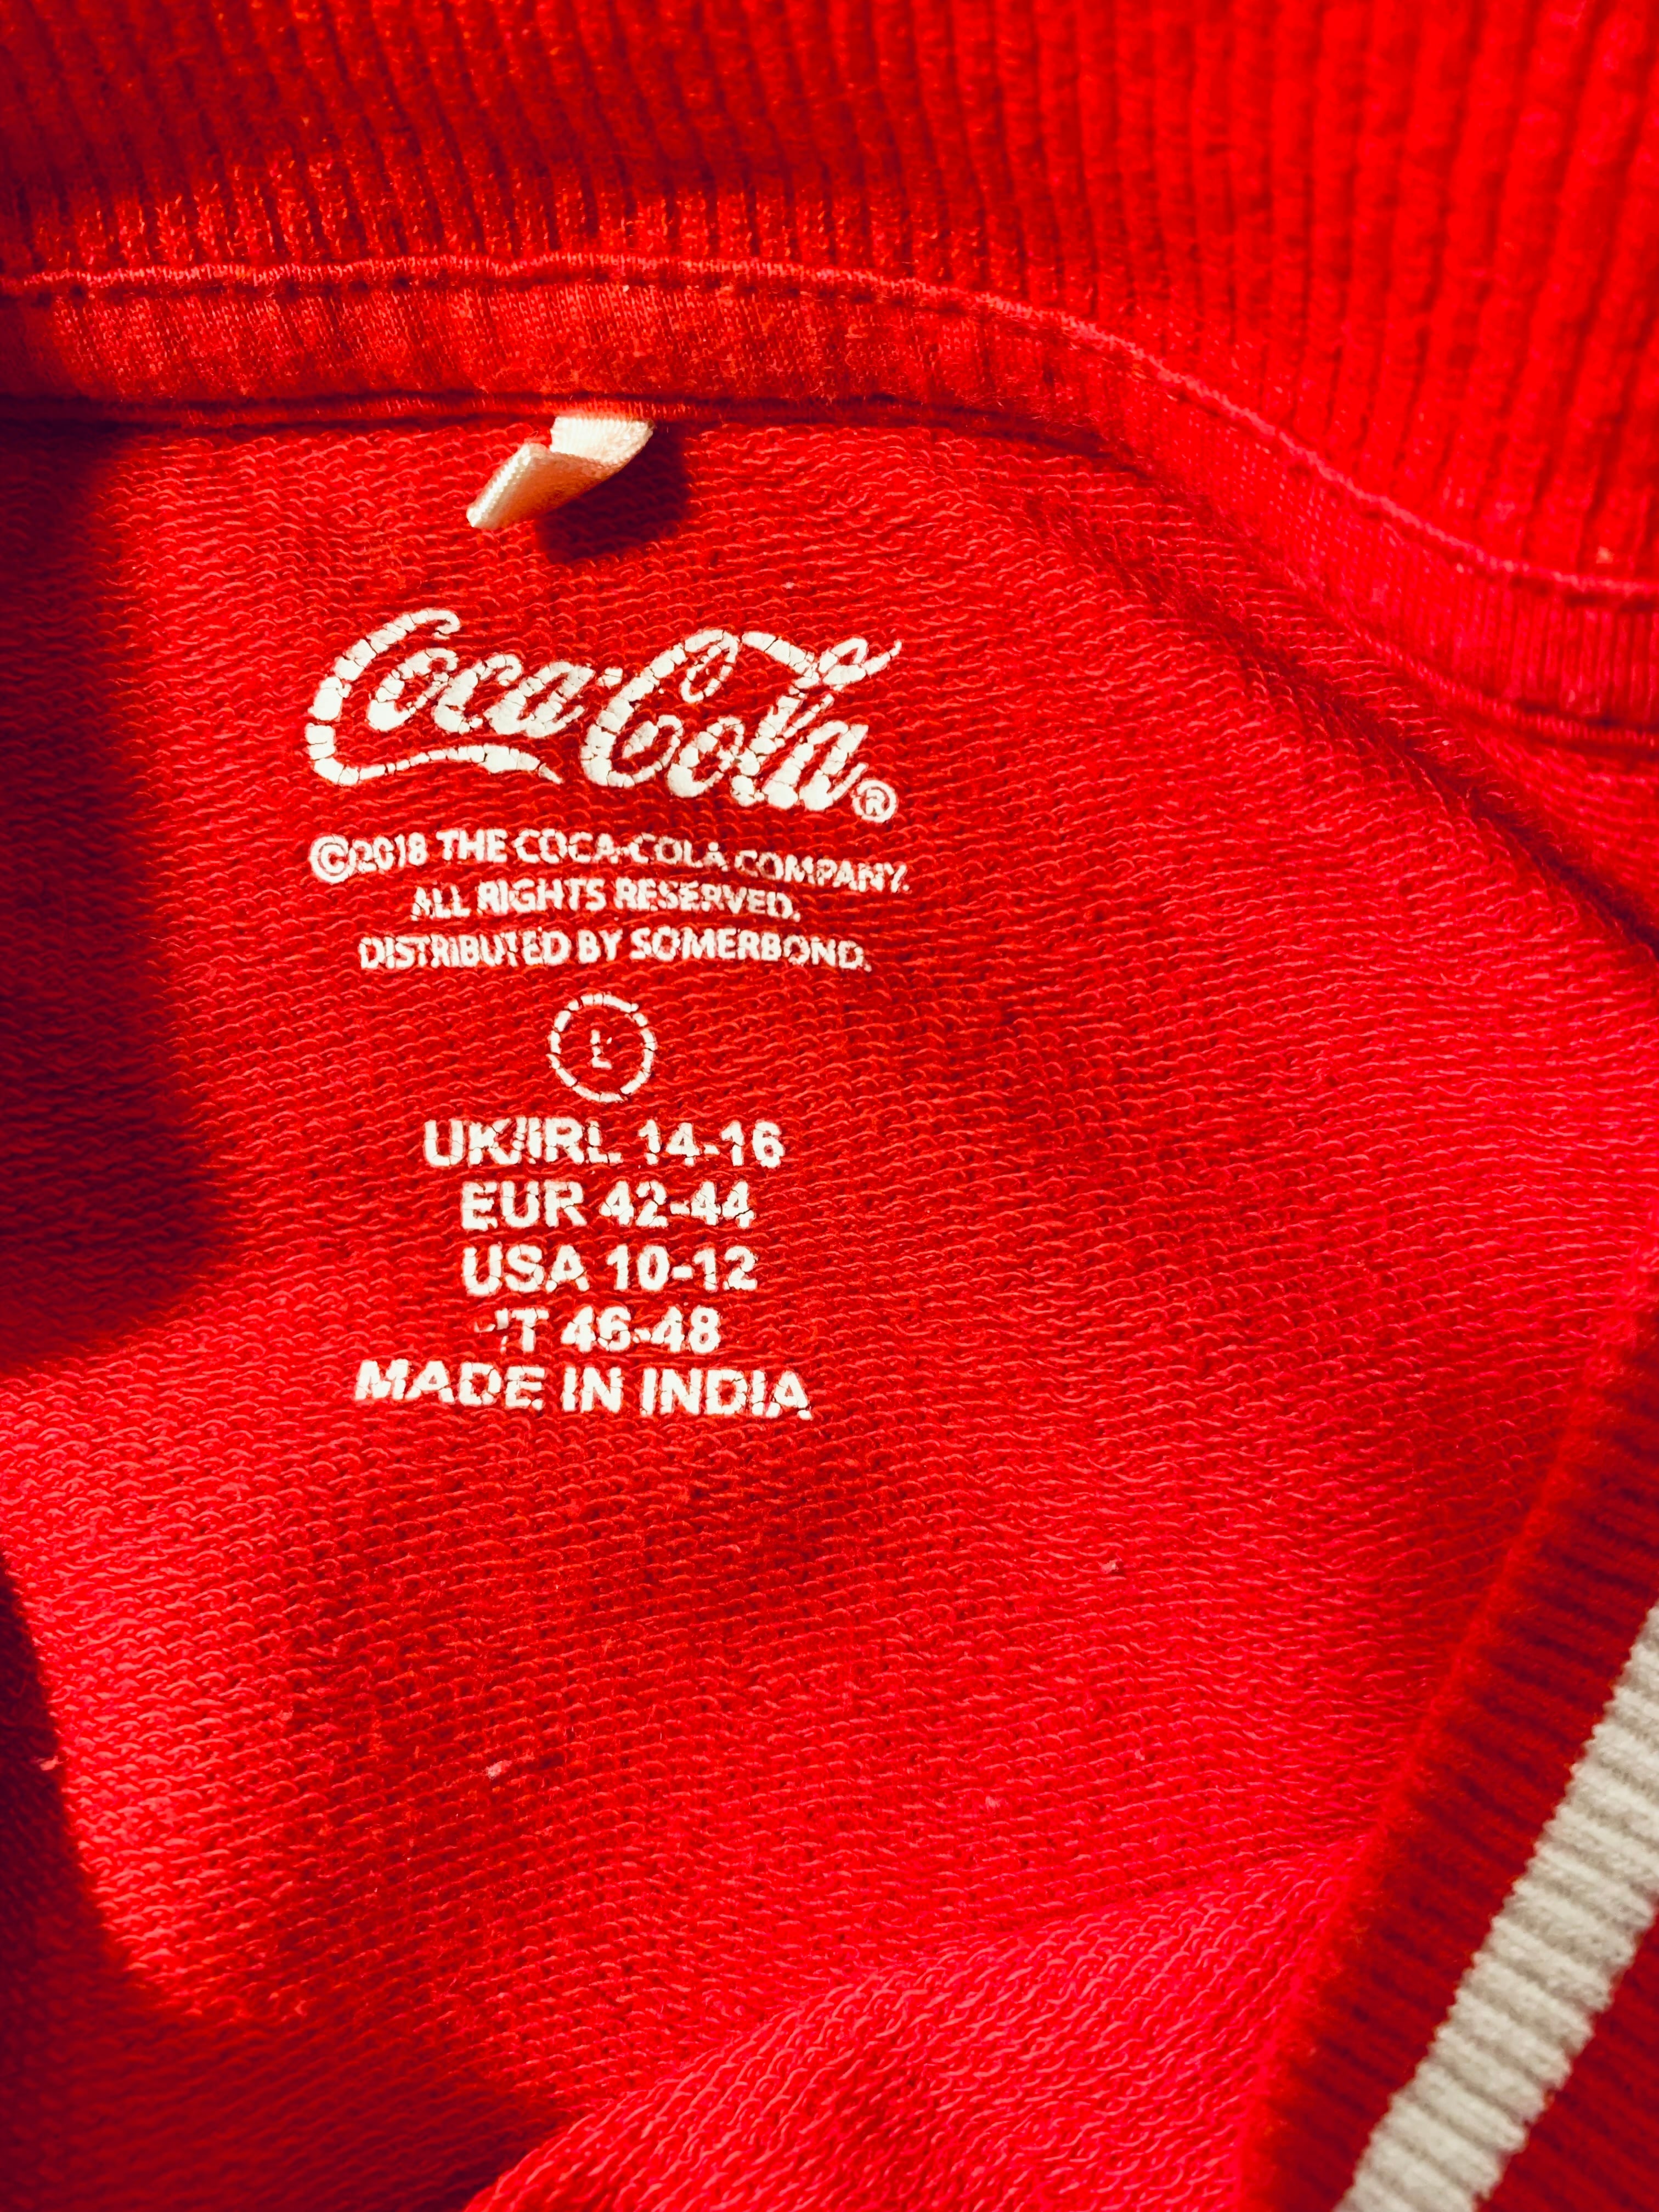 Coca-Cola®
©2018 THE COCA-COLA COMPANY.
ALL RIGHTS RESERVED.
DISTRIBUTED BY SOMERBOND.
L
UK/IRL 14-16
EUR 42-44
USA 10-12
IT 46-48
MADE IN INDIA